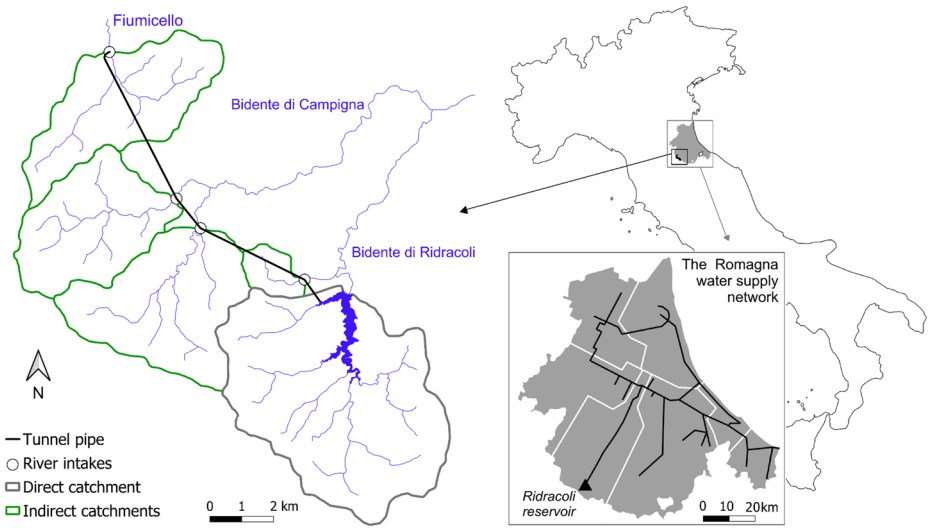 Fiumicello
Bidente di Campigna
Bidente di Ridracoli
N
Tunnel pipe
River intakes
Direct catchment
Indirect catchments
0 1 2 km
The Romagna
water supply
network
Ridracoli
reservoir
0 10 20km